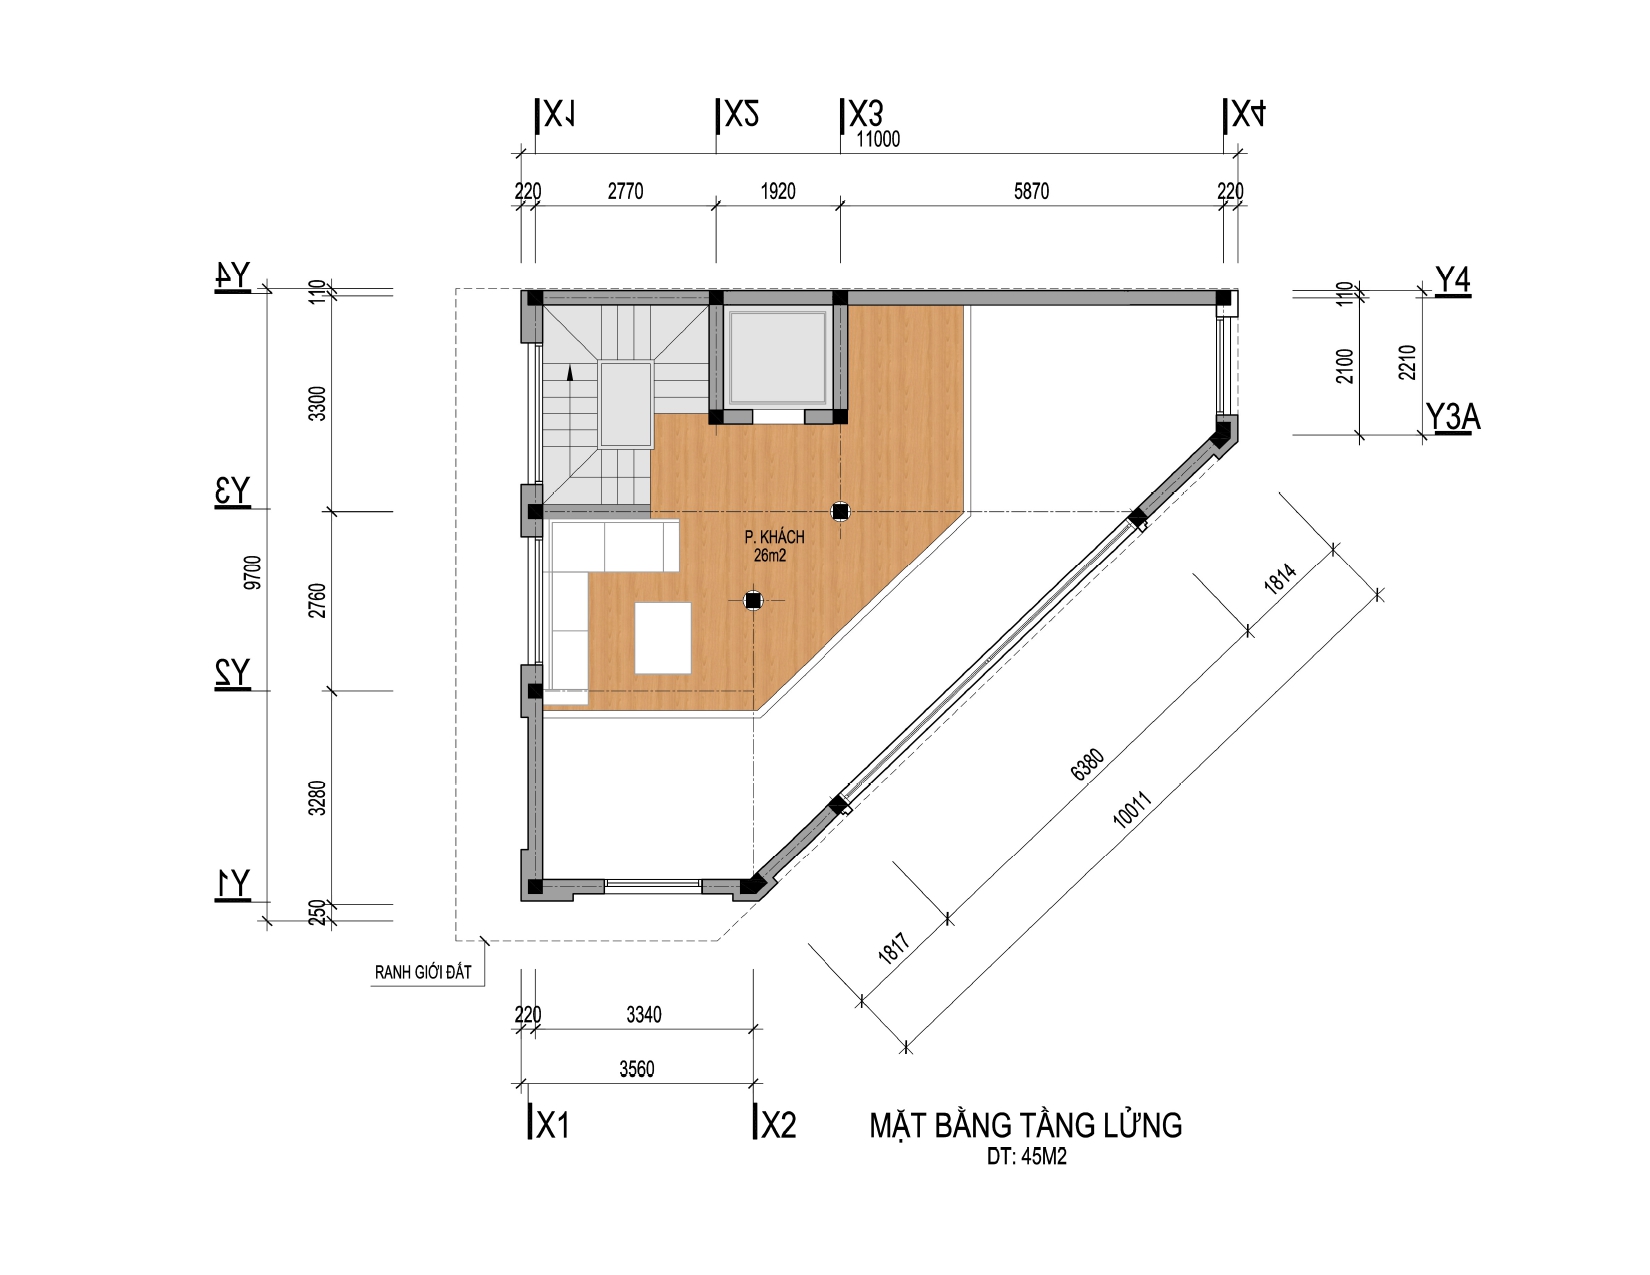 X1
X2
X3
X4
11000
220
2770
1920
5870
220
Y4
110
3300
Y3
9700
2760
Y2
3280
Y1
250
Y4
110
2100
2210
Y3A
P. KHÁCH
26m2
1814
6380
10011
1817
RANH GIỚI ĐẤT
220
3340
3560
X1
X2
MẶT BẰNG TẦNG LỬNG
DT: 45M2